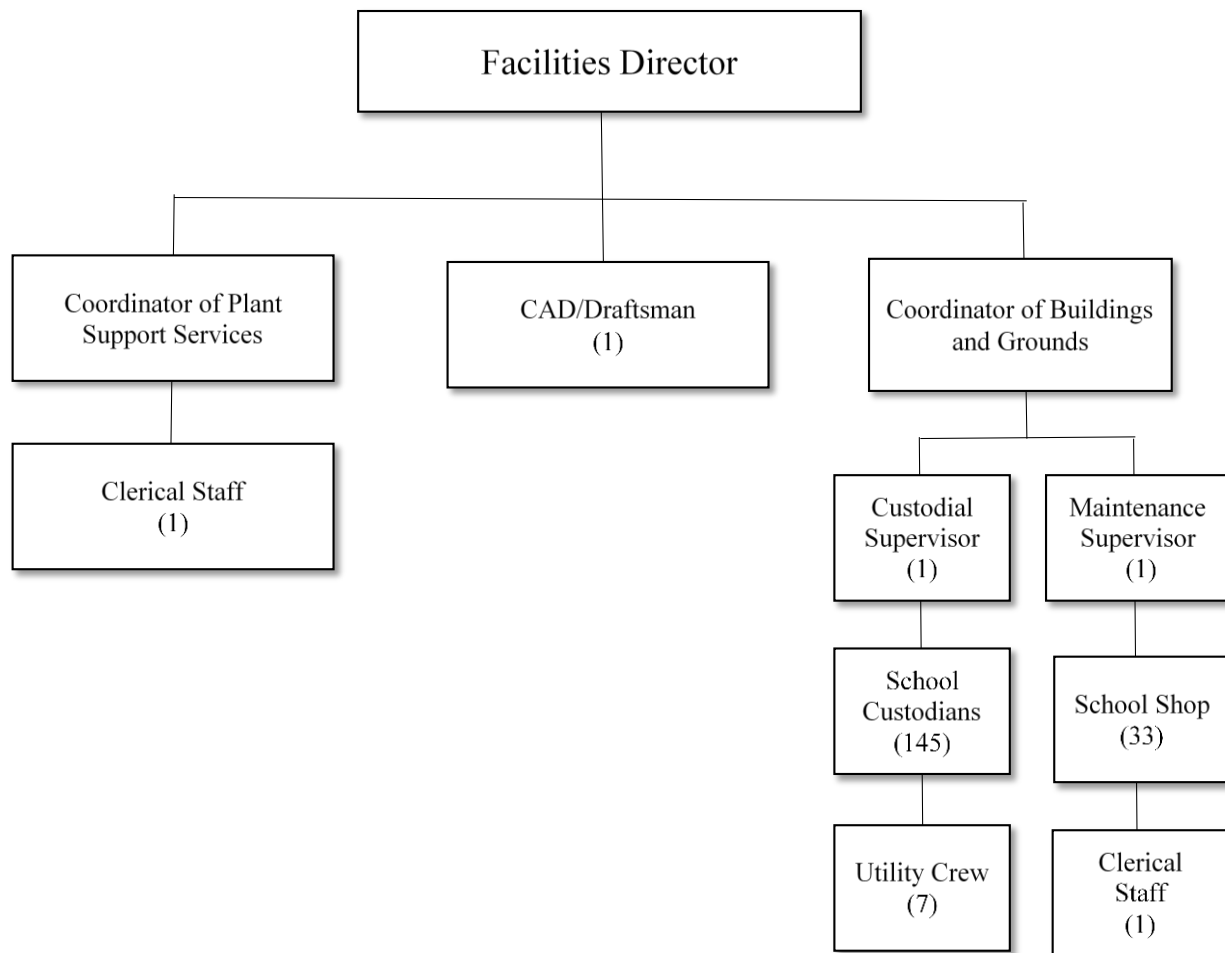 Facilities Director
Coordinator of Plant
Support Services
CAD/Draftsman
(1)
Coordinator of Buildings
and Grounds
Clerical Staff
(1)
Custodial
Supervisor
(1)
Maintenance
Supervisor
(1)
School
Custodians
(145)
School Shop
(33)
Utility Crew
(7)
Clerical
Staff
(1)